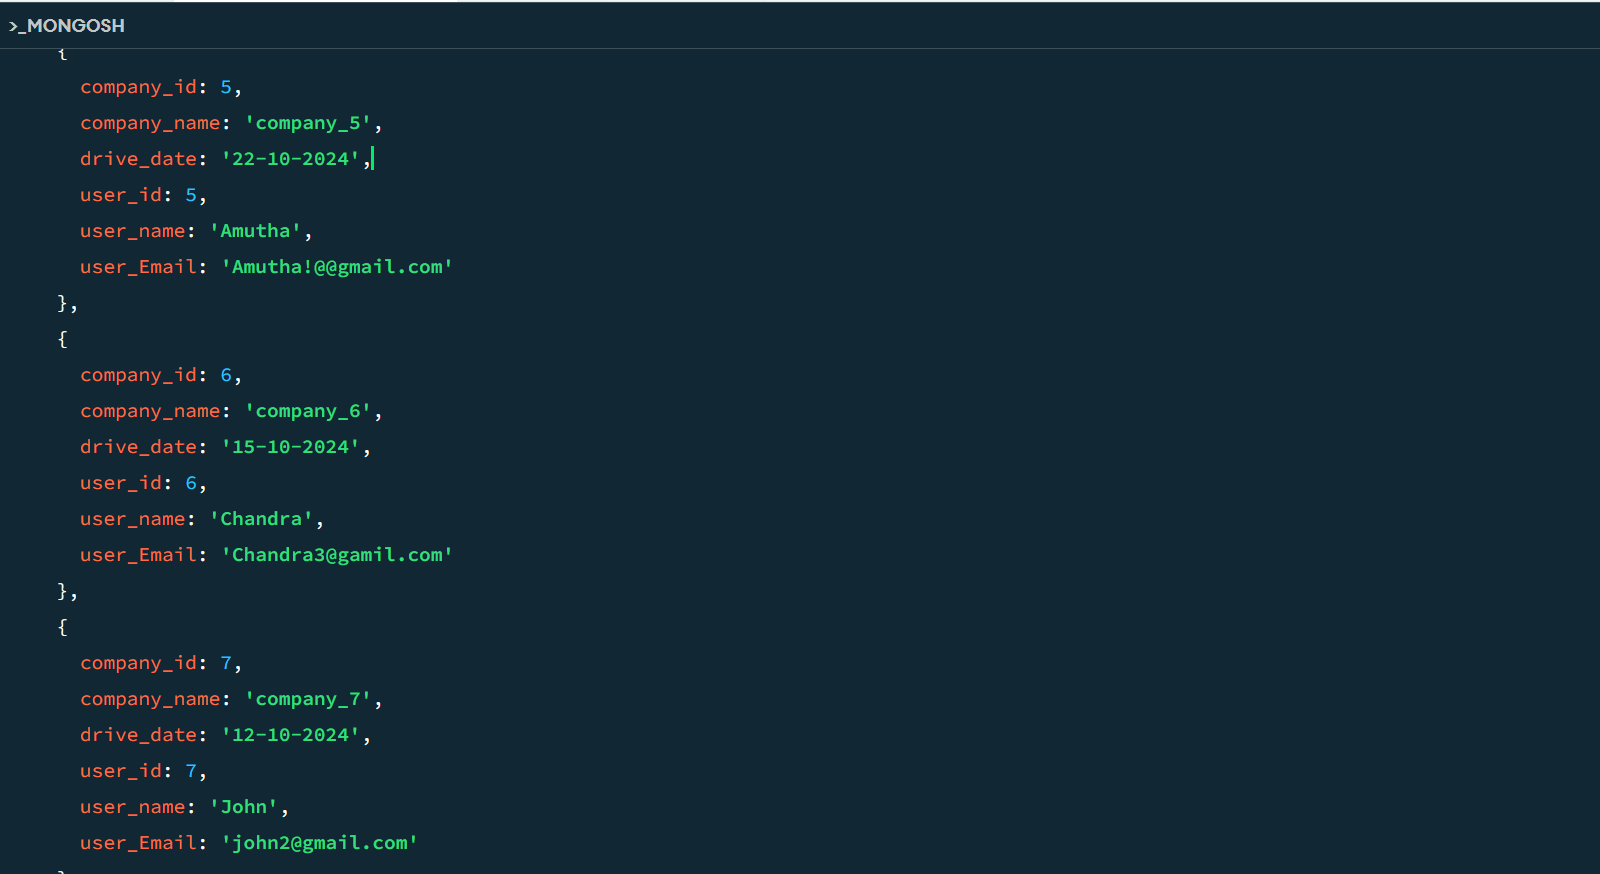 >_MONGOSH
{
company_id: 5,
company_name: 'company_5',
drive_date: '22-10-2024',
user_id: 5,
user_name: 'Amutha',
user_Email: 'Amutha!@@gmail.com'
},
{
company_id: 6,
company_name: 'company_6',
drive_date: '15-10-2024',
user_id: 6,
user_name: 'Chandra',
user_Email: 'Chandra3@gamil.com'
},
{
company_id: 7,
company_name: 'company_7',
drive_date: '12-10-2024',
user_id: 7,
user_name: 'John',
user_Email: 'john2@gmail.com'